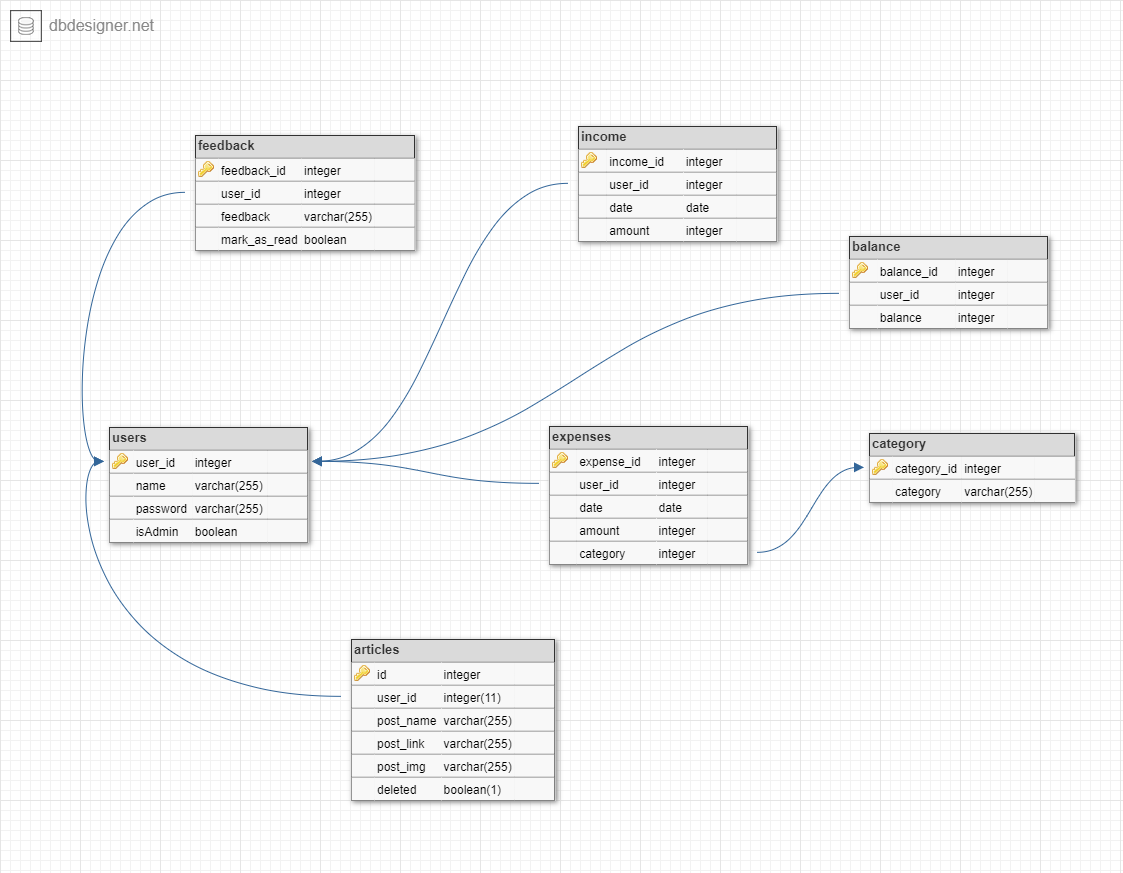 dbdesigner.net
feedback
feedback_id integer
user_id integer
feedback varchar(255)
mark_as_read boolean
income
income_id integer
user_id integer
date date
amount integer
balance
balance_id integer
user_id integer
balance integer
users
user_id integer
name varchar(255)
password varchar(255)
isAdmin boolean
expenses
expense_id integer
user_id integer
date date
amount integer
category integer
category
category_id integer
category varchar(255)
articles
id integer
user_id integer(11)
post_name varchar(255)
post_link varchar(255)
post_img varchar(255)
deleted boolean(1)